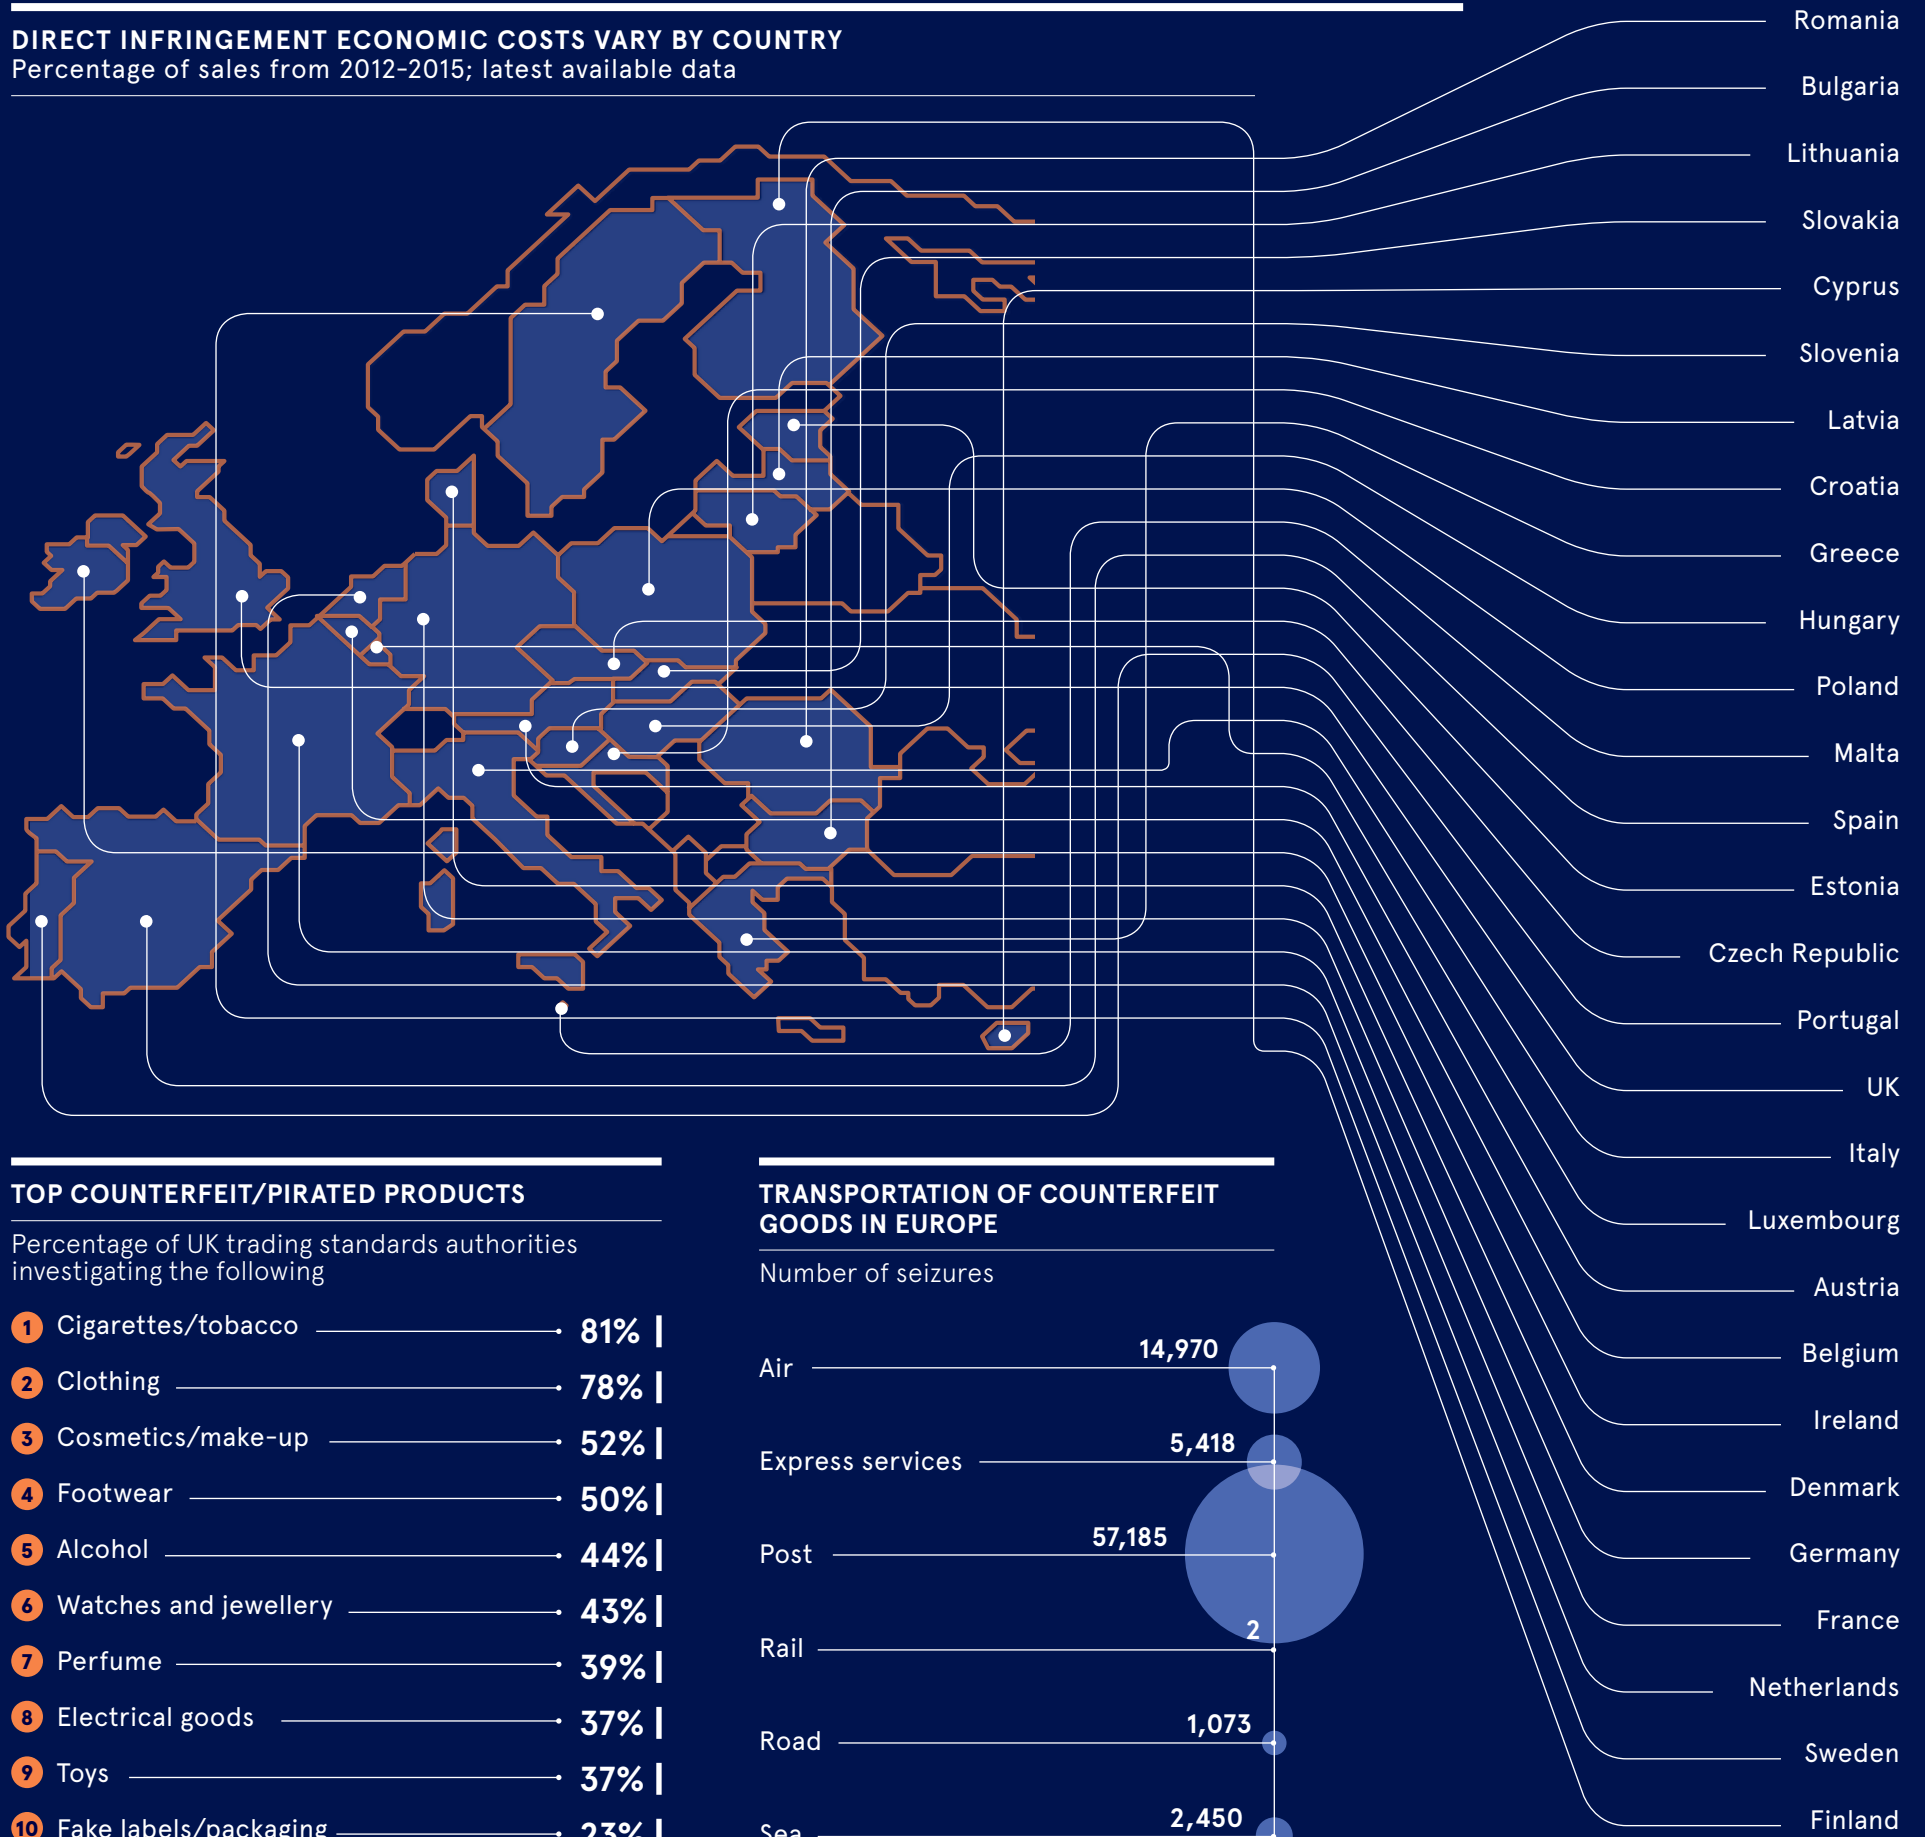 DIRECT INFRINGEMENT ECONOMIC COSTS VARY BY COUNTRY
Percentage of sales from 2012-2015; latest available data
Romania
Bulgaria
Lithuania
Slovakia
Cyprus
Slovenia
Latvia
Croatia
Greece
Hungary
Poland
Malta
Spain
Estonia
Czech Republic
Portugal
UK
Italy
Luxembourg
Austria
Belgium
Ireland
Denmark
Germany
France
Netherlands
Sweden
Finland
TOP COUNTERFEIT/PIRATED PRODUCTS
Percentage of UK trading standards authorities
investigating the following
1 Cigarettes/tobacco 81%
2 Clothing 78%
3 Cosmetics/make-up 52%
4 Footwear 50%
5 Alcohol 44%
6 Watches and jewellery 43%
7 Perfume 39%
8 Electrical goods 37%
9 Toys 37%
10 Fake labels/packaging 23%
TRANSPORTATION OF COUNTERFEIT
GOODS IN EUROPE
Number of seizures
Air 14,970
Express services 5,418
Post 57,185
Rail 2
Road 1,073
Sea 2,450